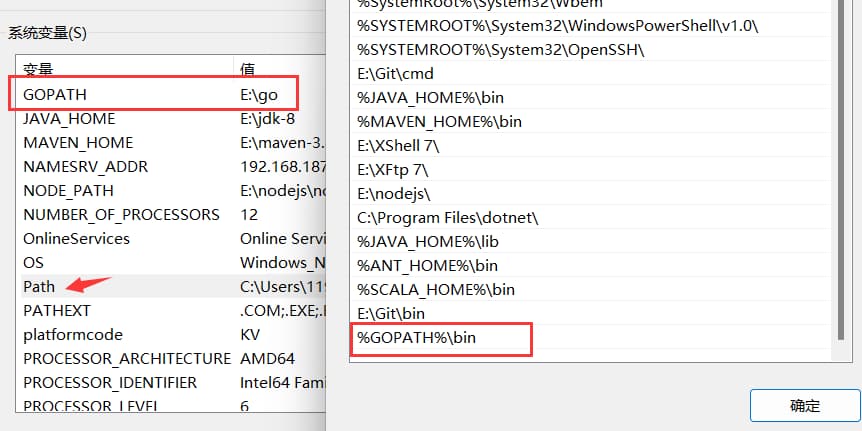 系统变量(S)
变量 值
GOPATH E:\go
JAVA_HOME E:\jdk-8
MAVEN_HOME E:\maven-3.
NAMESRV_ADDR 192.168.187
NODE_PATH E:\nodejs\no
NUMBER_OF_PROCESSORS 12
OnlineServices Online Servi
OS Windows_N
Path C:\Users\119
PATHEXT .COM;.EXE;.
platformcode KV
PROCESSOR_ARCHITECTURE AMD64
PROCESSOR_IDENTIFIER Intel64 Fami
PROCESSOR_LEVEL 6
%SystemRoot%\System32\Wbem
%SYSTEMROOT%\System32\WindowsPowerShell\v1.0\
%SYSTEMROOT%\System32\OpenSSH\
E:\Git\cmd
%JAVA_HOME%\bin
%MAVEN_HOME%\bin
E:\XShell 7\
E:\XFtp 7\
E:\nodejs\
C:\Program Files\dotnet\
%JAVA_HOME%\lib
%ANT_HOME%\bin
%SCALA_HOME%\bin
E:\Git\bin
%GOPATH%\bin
确定